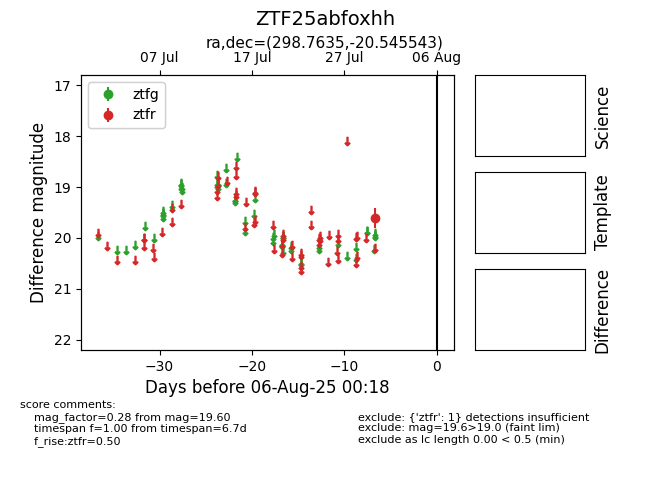 ZTF25abfoxhh
ra,dec=(298.7635,-20.545543)
07 Jul 17 Jul 27 Jul 06 Aug
17
18
19
20
21
22
Difference magnitude
ztfg
ztfr
−30 −20 −10 0
Days before 06-Aug-25 00:18
Science
Template
Difference
score comments:
mag_factor=0.28 from mag=19.60
timespan f=1.00 from timespan=6.7d
f_rise:ztfr=0.50
exclude: {'ztfr': 1} detections insufficient
exclude: mag=19.6>19.0 (faint lim)
exclude as lc length 0.00 < 0.5 (min)